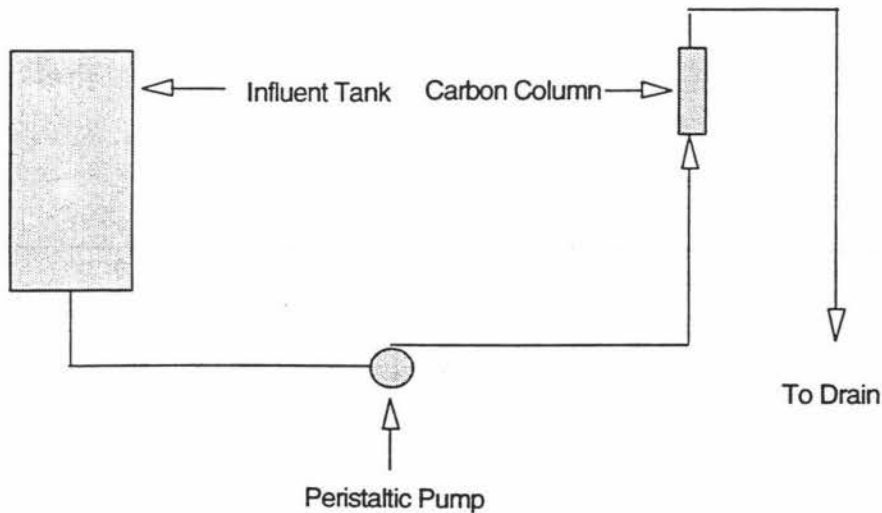 Influent Tank
Carbon Column
To Drain
Peristaltic Pump